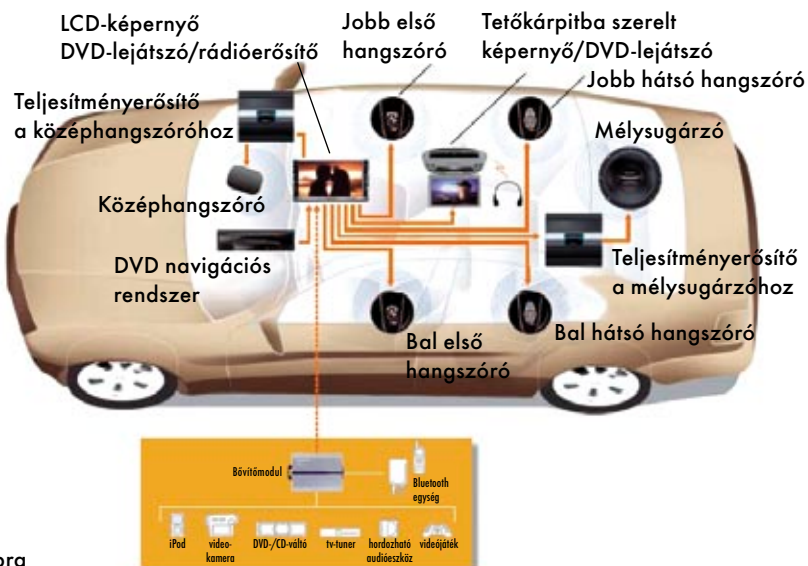 LCD-képernyő
DVD-lejátszó/rádióerősítő
Jobb első
hangszóró
Tetőkárpitba szerelt
képernyő/DVD-lejátszó
Jobb hátsó hangszóró
Teljesítményerősítő
a középhangszóróhoz
Mélysugárzó
Középhangszóró
DVD navigációs
rendszer
Teljesítményerősítő
a mélysugárzóhoz
Bal első
hangszóró
Bal hátsó hangszóró
Bővítőmodul
Bluetooth
egység
iPod
video-
kamera
DVD-/CD-váltó
tv-tuner
hordozható
audióeszköz
videójáték